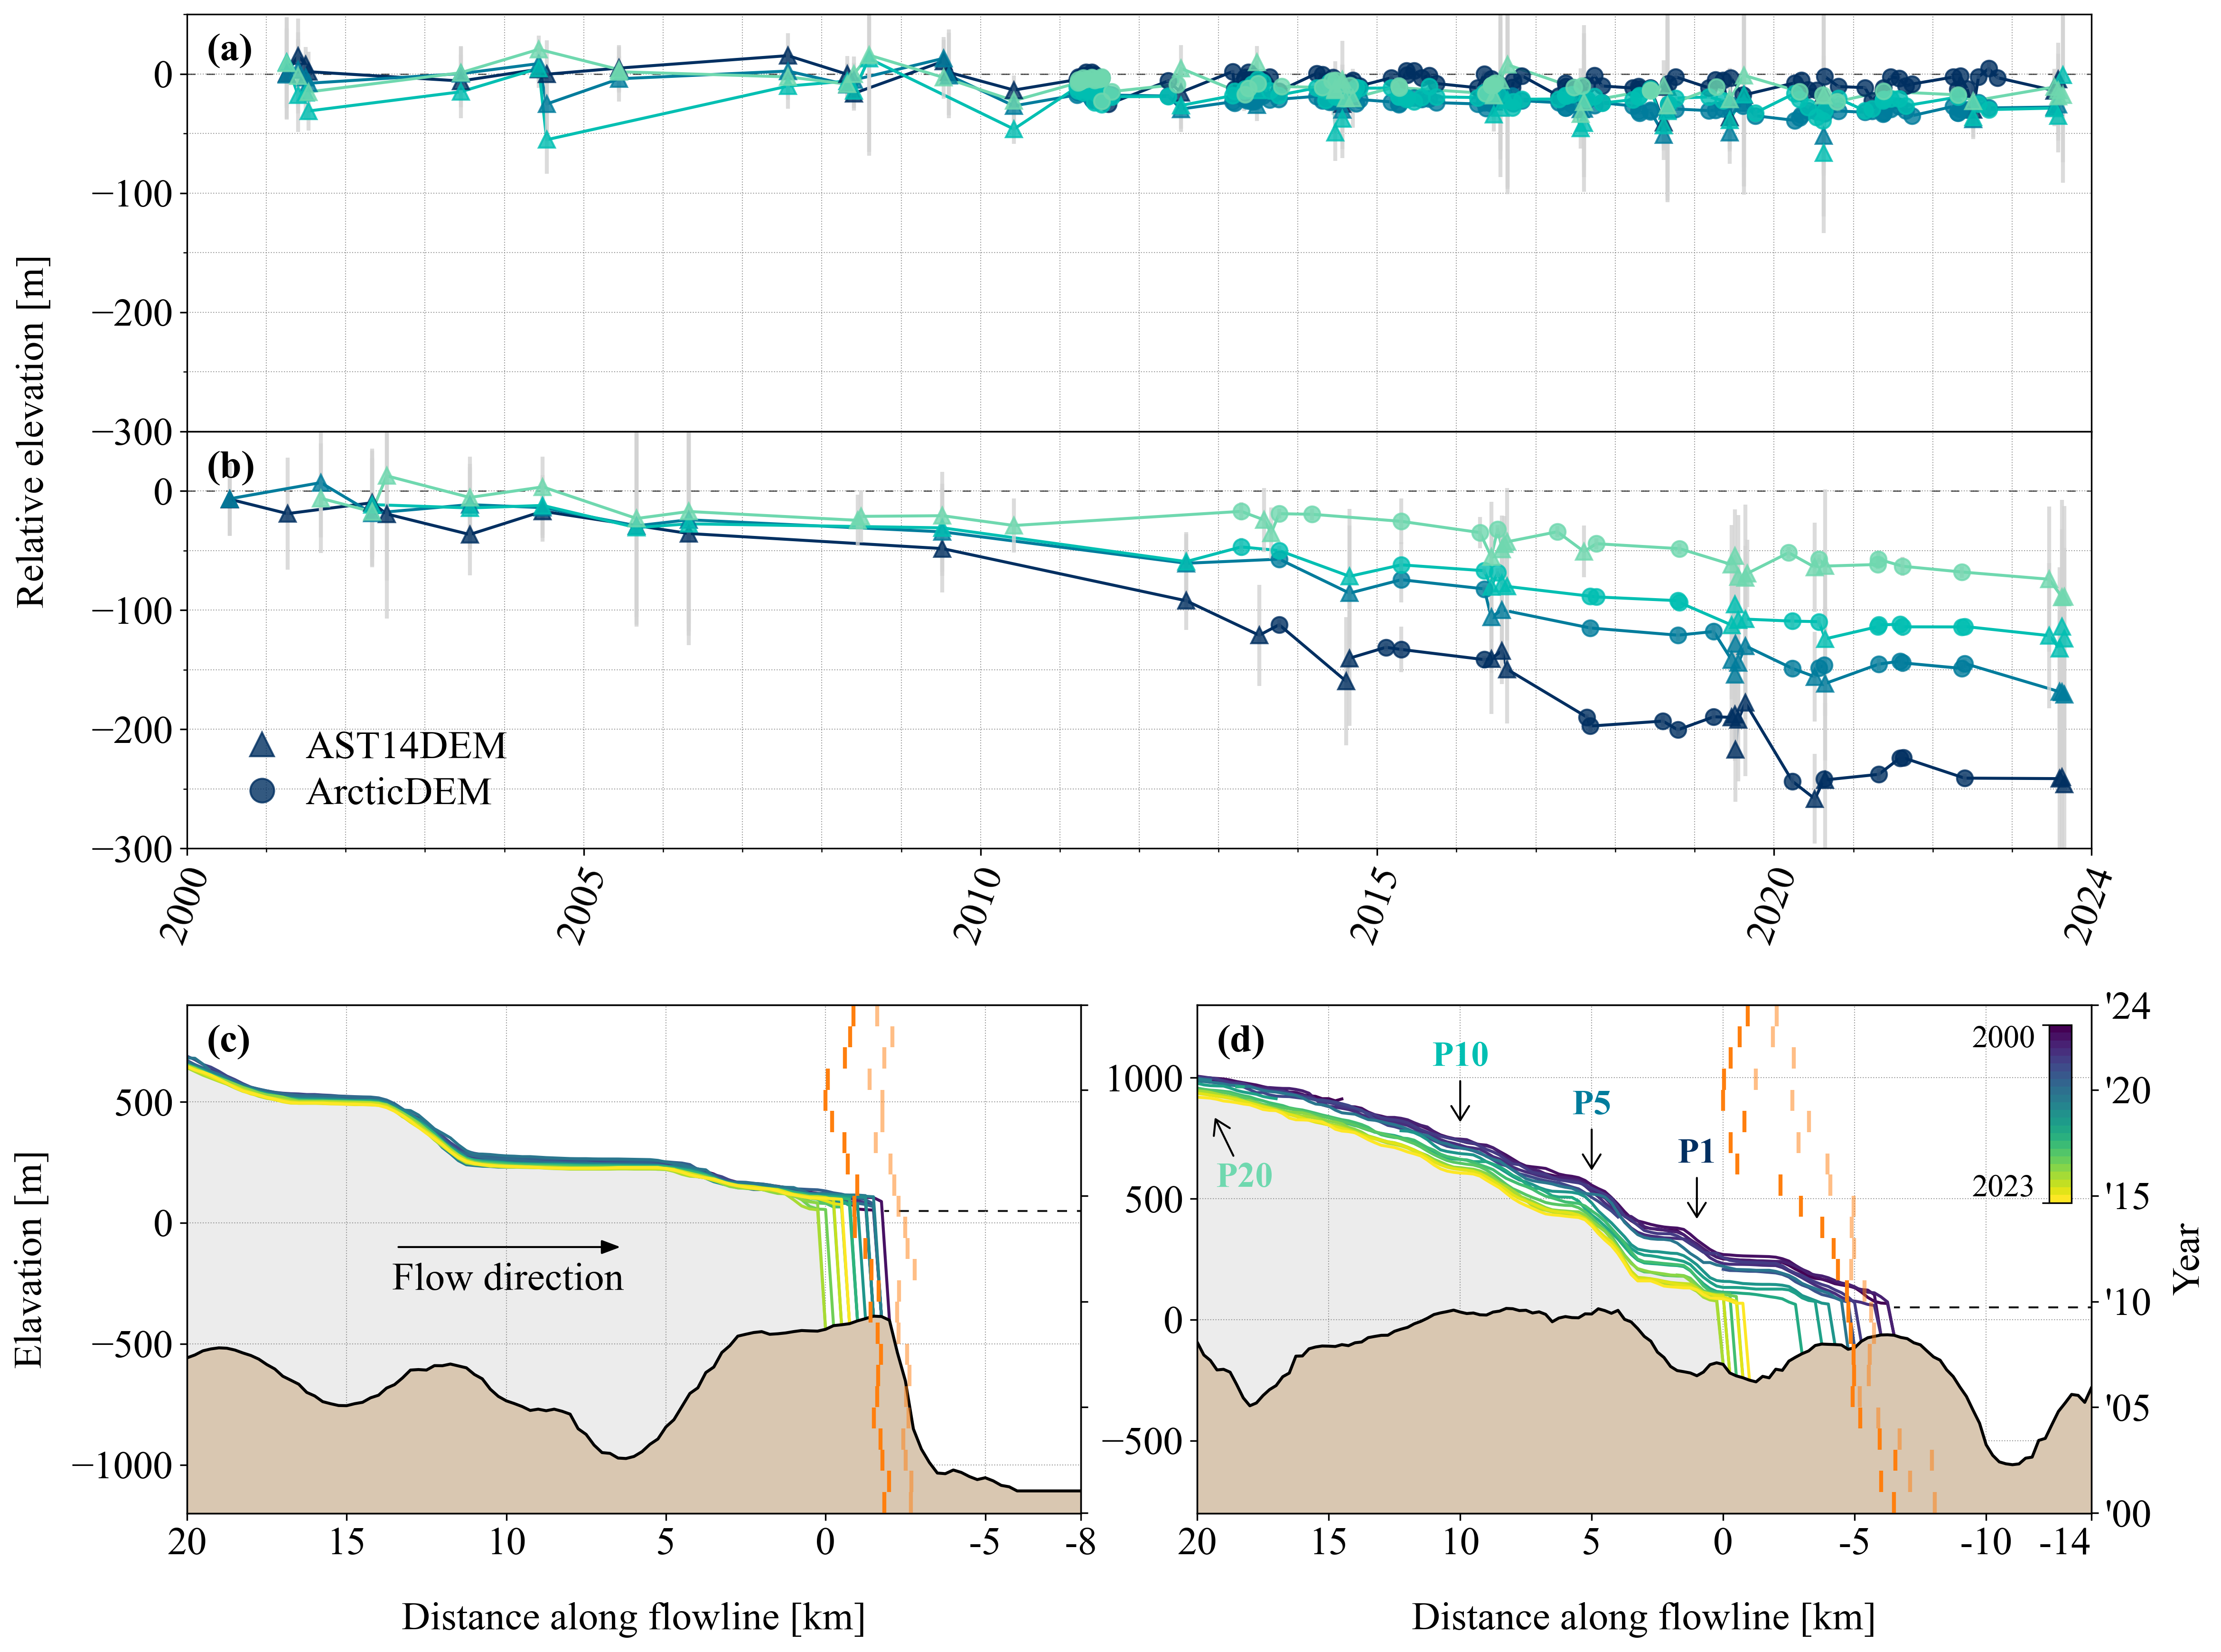 (a)
0
−100
−200
−300
Relative elevation [m]
(b)
0
−100
−200
−300
AST14DEM
ArcticDEM
2000
2005
2010
2015
2020
2024
(c)
500
0
−500
−1000
Elavation [m]
Flow direction
20
15
10
5
0
-5
-8
Distance along flowline [km]
(d)
1000
500
0
−500
P10
P5
P1
P20
2000
2023
'24
'20
'15
'10
'05
'00
Year
20
15
10
5
0
-5
-10
-14
Distance along flowline [km]